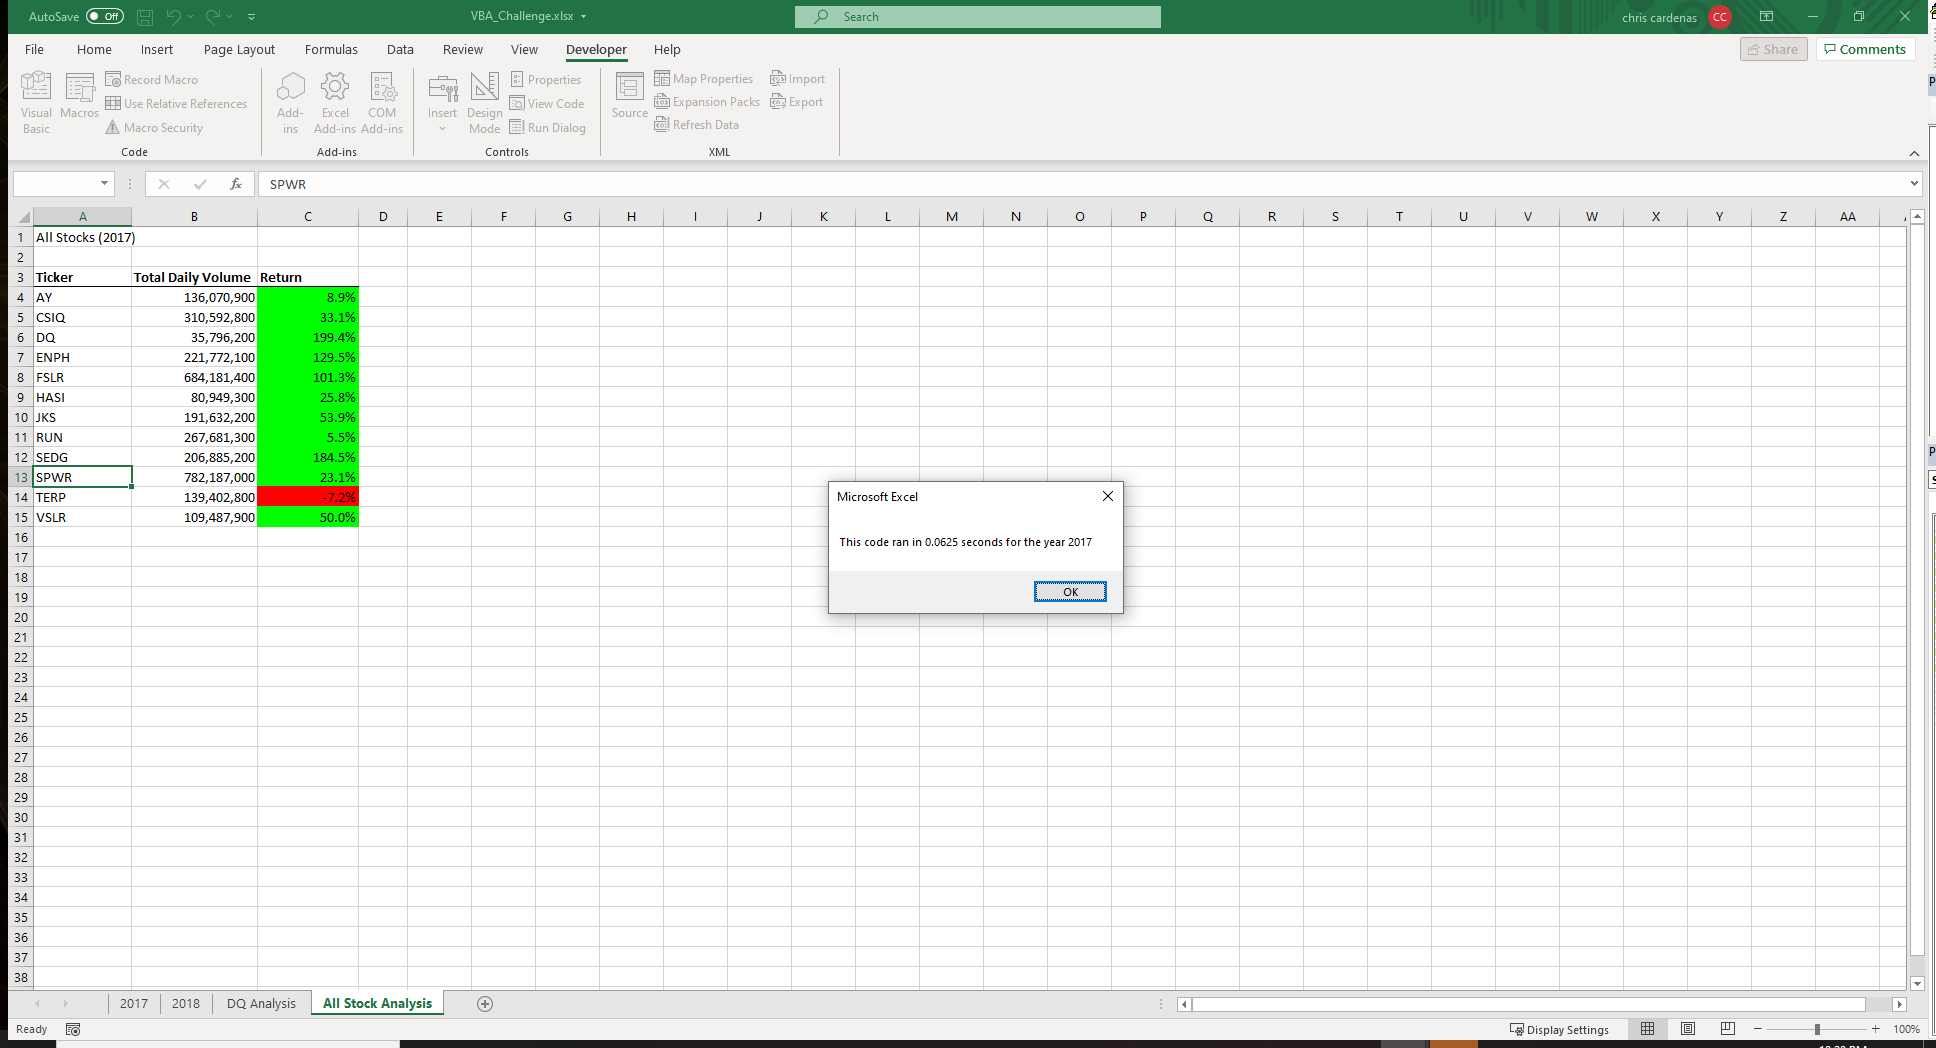 AutoSave Off VBA_Challenge.xlsx Search chris cardenas CC
File Home Insert Page Layout Formulas Data Review View Developer Help Share Comments
Visual Basic
Macros
Record Macro
Use Relative References
Macro Security
Code
Add-ins
Excel Add-ins
COM Add-ins
Add-ins
Insert
Design Mode
Properties
View Code
Run Dialog
Controls
Source
Map Properties
Expansion Packs
Refresh Data
Import
Export
XML
fx SPWR
A B C D E F G H I J K L M N O P Q R S T U V W X Y Z AA
1 All Stocks (2017)
2
3 Ticker Total Daily Volume Return
4 AY 136,070,900 8.9%
5 CSIQ 310,592,800 33.1%
6 DQ 35,796,200 199.4%
7 ENPH 221,772,100 129.5%
8 FSLR 684,181,400 101.3%
9 HASI 80,949,300 25.8%
10 JKS 191,632,200 53.9%
11 RUN 267,681,300 5.5%
12 SEDG 206,885,200 184.5%
13 SPWR 782,187,000 23.1%
14 TERP 139,402,800 -7.2%
15 VSLR 109,487,900 50.0%
16
17
18
19
20
21
22
23
24
25
26
27
28
29
30
31
32
33
34
35
36
37
38
Microsoft Excel
This code ran in 0.0625 seconds for the year 2017
OK
2017 2018 DQ Analysis All Stock Analysis
Ready Display Settings 100%